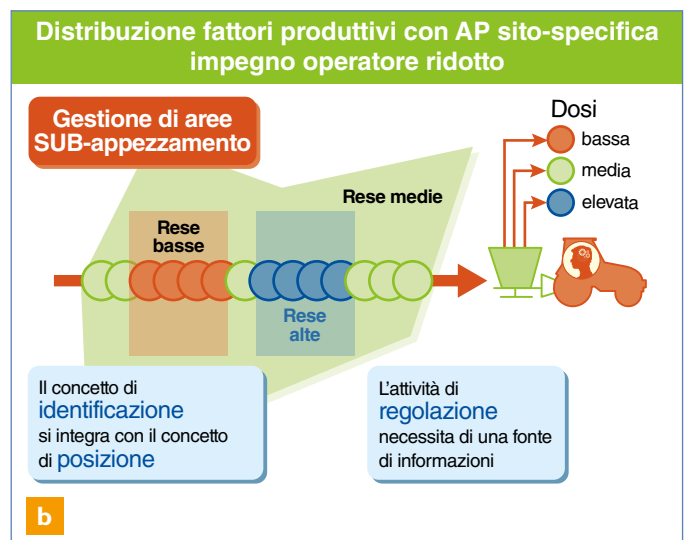 Distribuzione fattori produttivi con AP sito-specifica
impegno operatore ridotto
Gestione di aree
SUB-appezzamento
Dosi
bassa
media
elevata
Rese medie
Rese
basse
Rese
alte
Il concetto di
identificazione
si integra con il concetto
di posizione
L'attività di
regolazione
necessita di una fonte
di informazioni
b